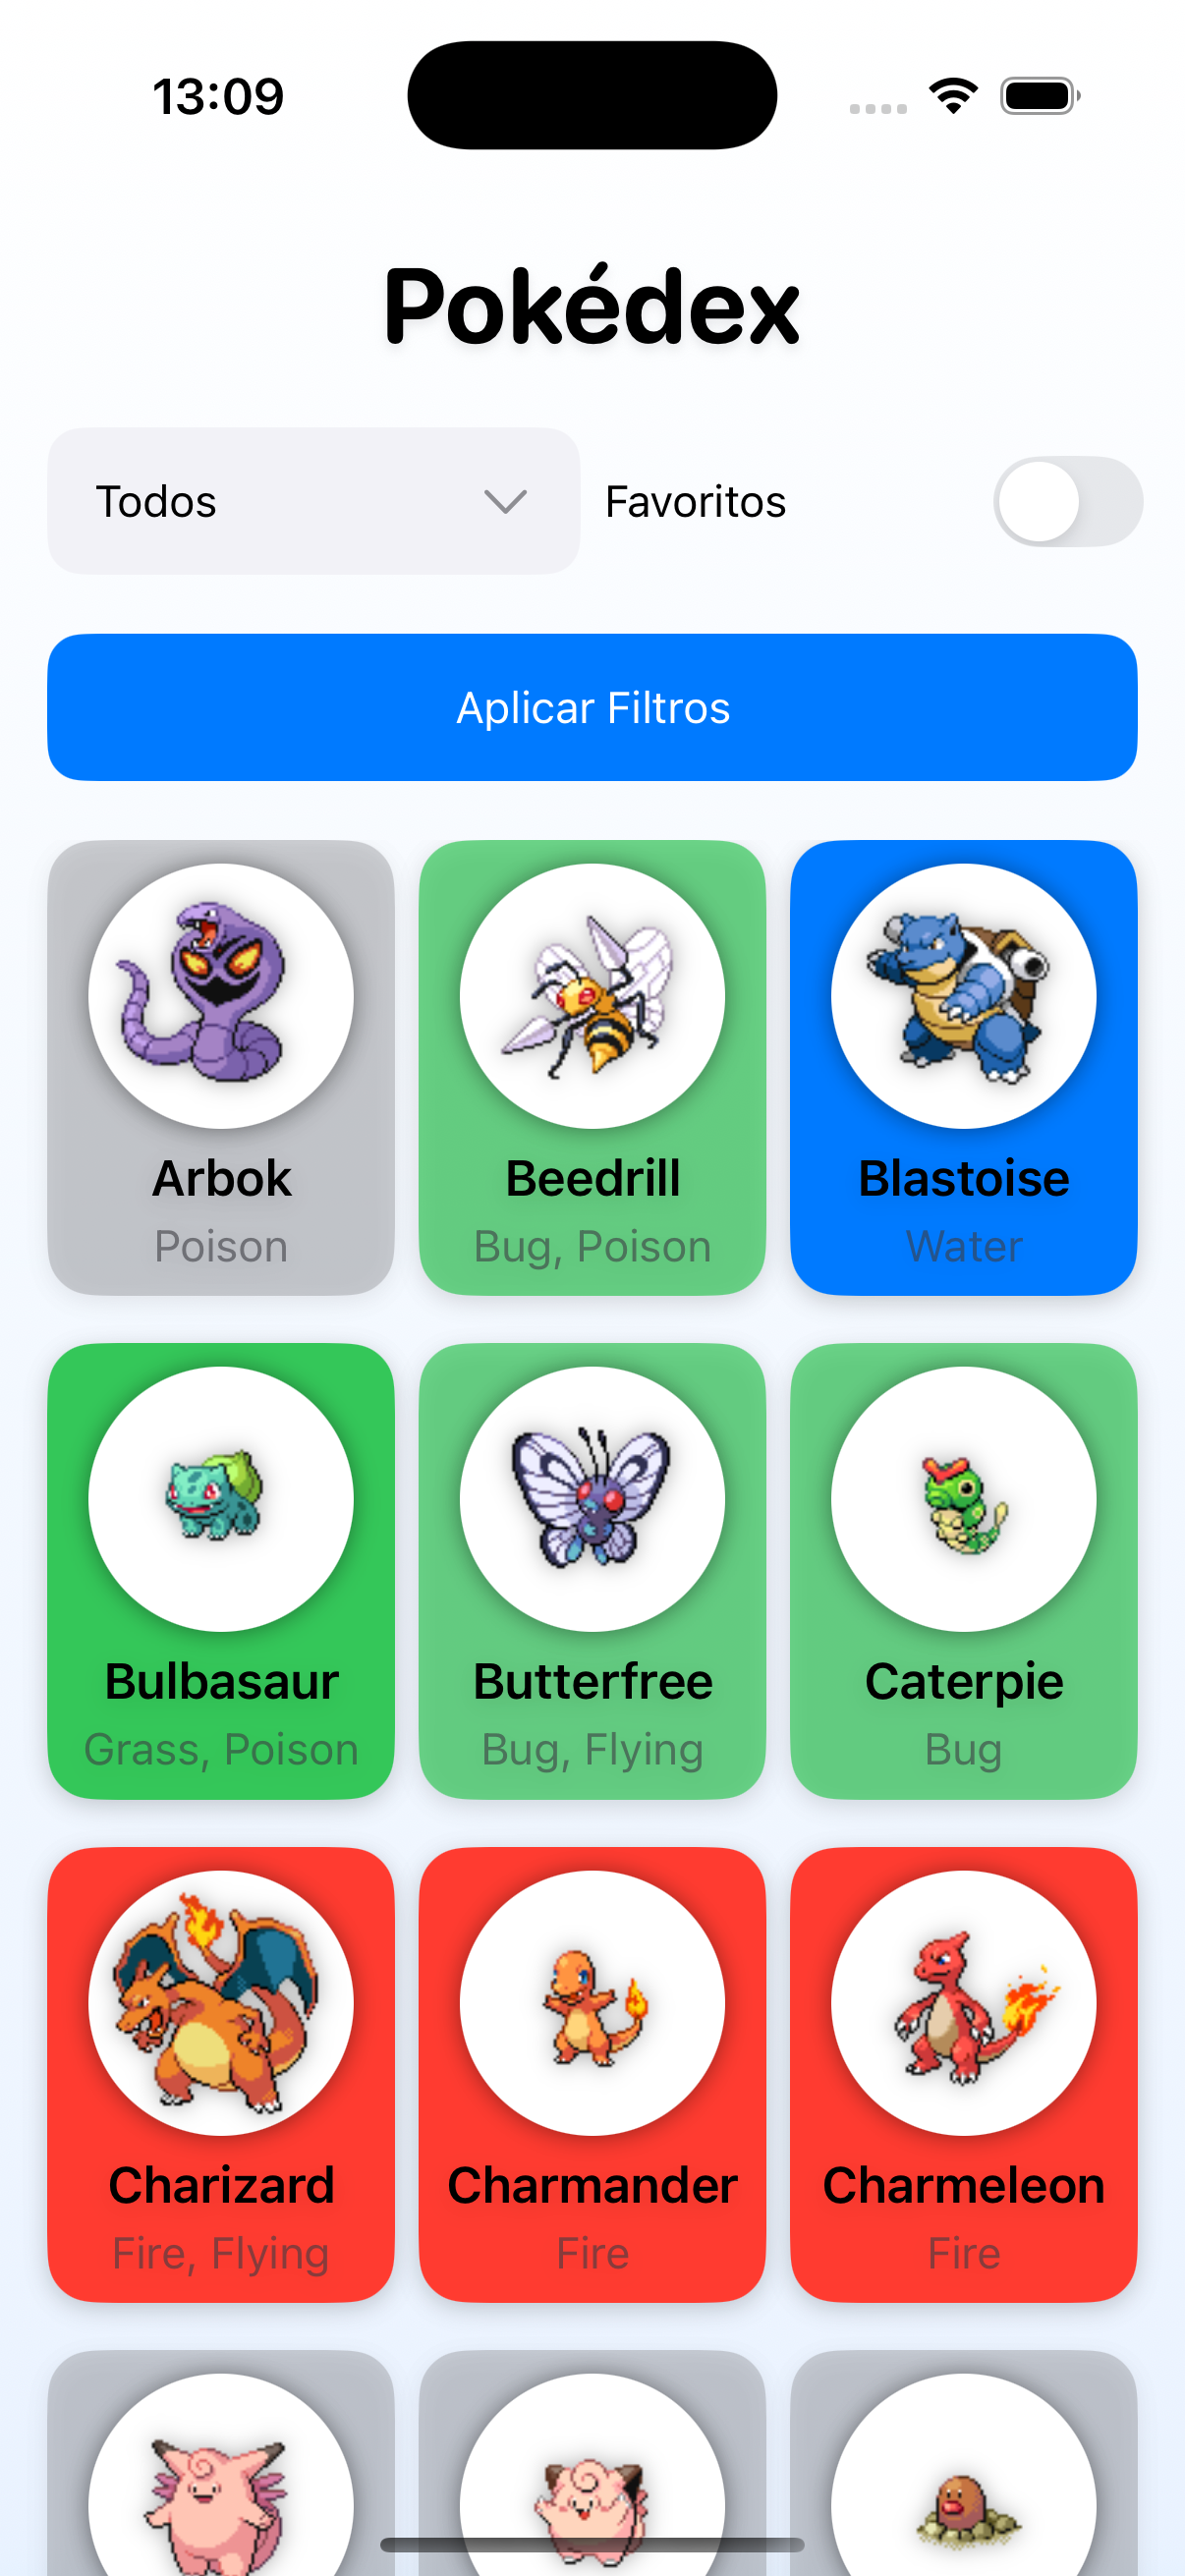 13:09
Pokédex
Todos
Favoritos
Aplicar Filtros
Arbok
Poison
Beedrill
Bug, Poison
Blastoise
Water
Bulbasaur
Grass, Poison
Butterfree
Bug, Flying
Caterpie
Bug
Charizard
Fire, Flying
Charmander
Fire
Charmeleon
Fire